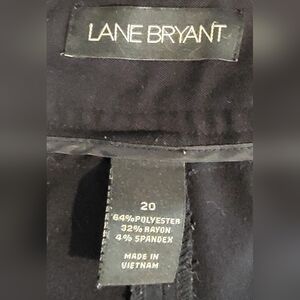 LANE BRYANT
20
64% POLYESTER
32% RAYON
4% SPANDEX
MADE IN
VIETNAM